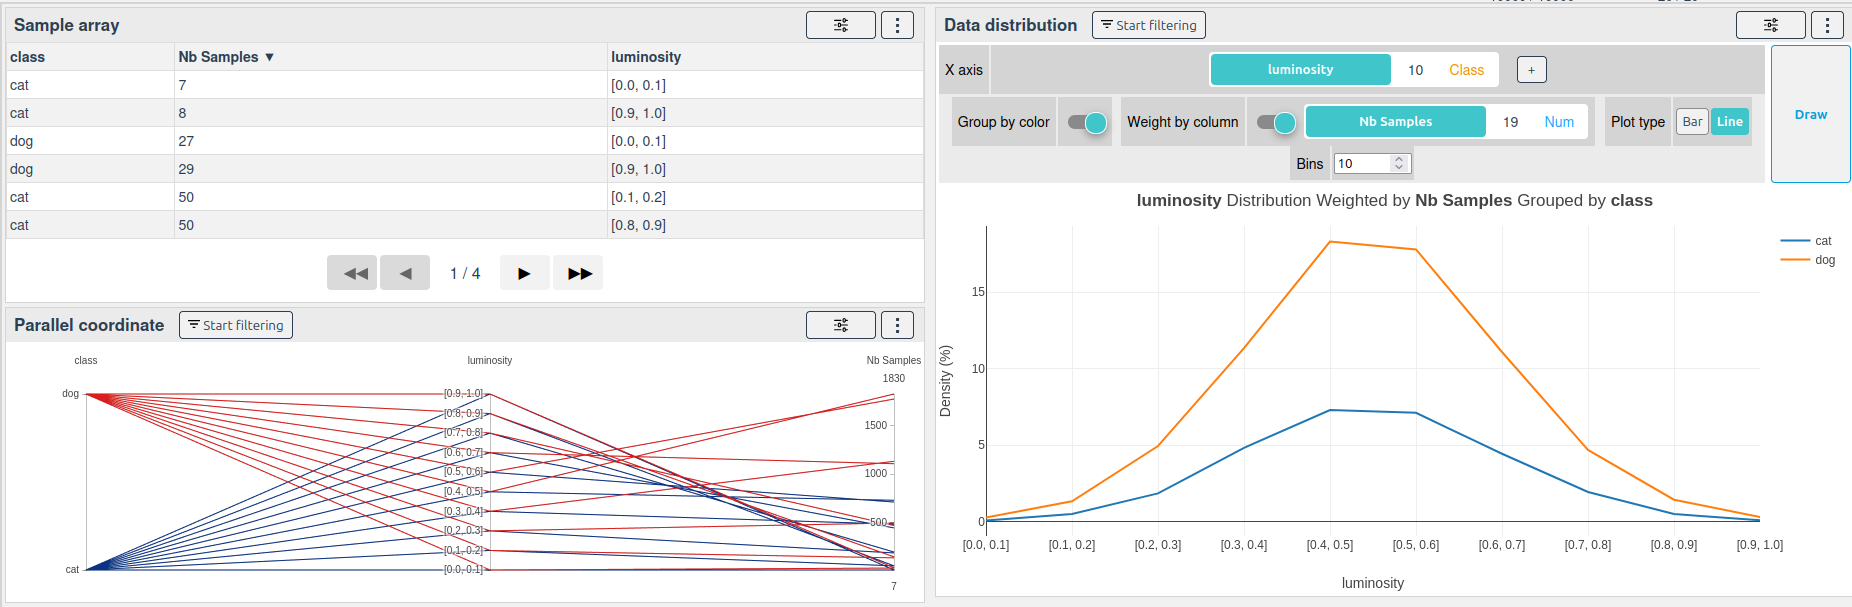 Sample array
class Nb Samples ▼ luminosity
cat 7 [0.0, 0.1]
cat 8 [0.9, 1.0]
dog 27 [0.0, 0.1]
dog 29 [0.9, 1.0]
cat 50 [0.1, 0.2]
cat 50 [0.8, 0.9]
1 / 4
Parallel coordinate Start filtering
class luminosity Nb Samples
1830
dog
cat
[0.9, 1.0]
[0.8, 0.9]
[0.7, 0.8]
[0.6, 0.7]
[0.5, 0.6]
[0.4, 0.5]
[0.3, 0.4]
[0.2, 0.3]
[0.1, 0.2]
[0.0, 0.1]
1500
1000
500
7
Data distribution Start filtering
X axis luminosity 10 Class +
Group by color Weight by column Nb Samples 19 Num Plot type Bar Line
Bins 10
Draw
luminosity Distribution Weighted by Nb Samples Grouped by class
cat
dog
Density (%)
15
10
5
0
[0.0, 0.1] [0.1, 0.2] [0.2, 0.3] [0.3, 0.4] [0.4, 0.5] [0.5, 0.6] [0.6, 0.7] [0.7, 0.8] [0.8, 0.9] [0.9, 1.0]
luminosity